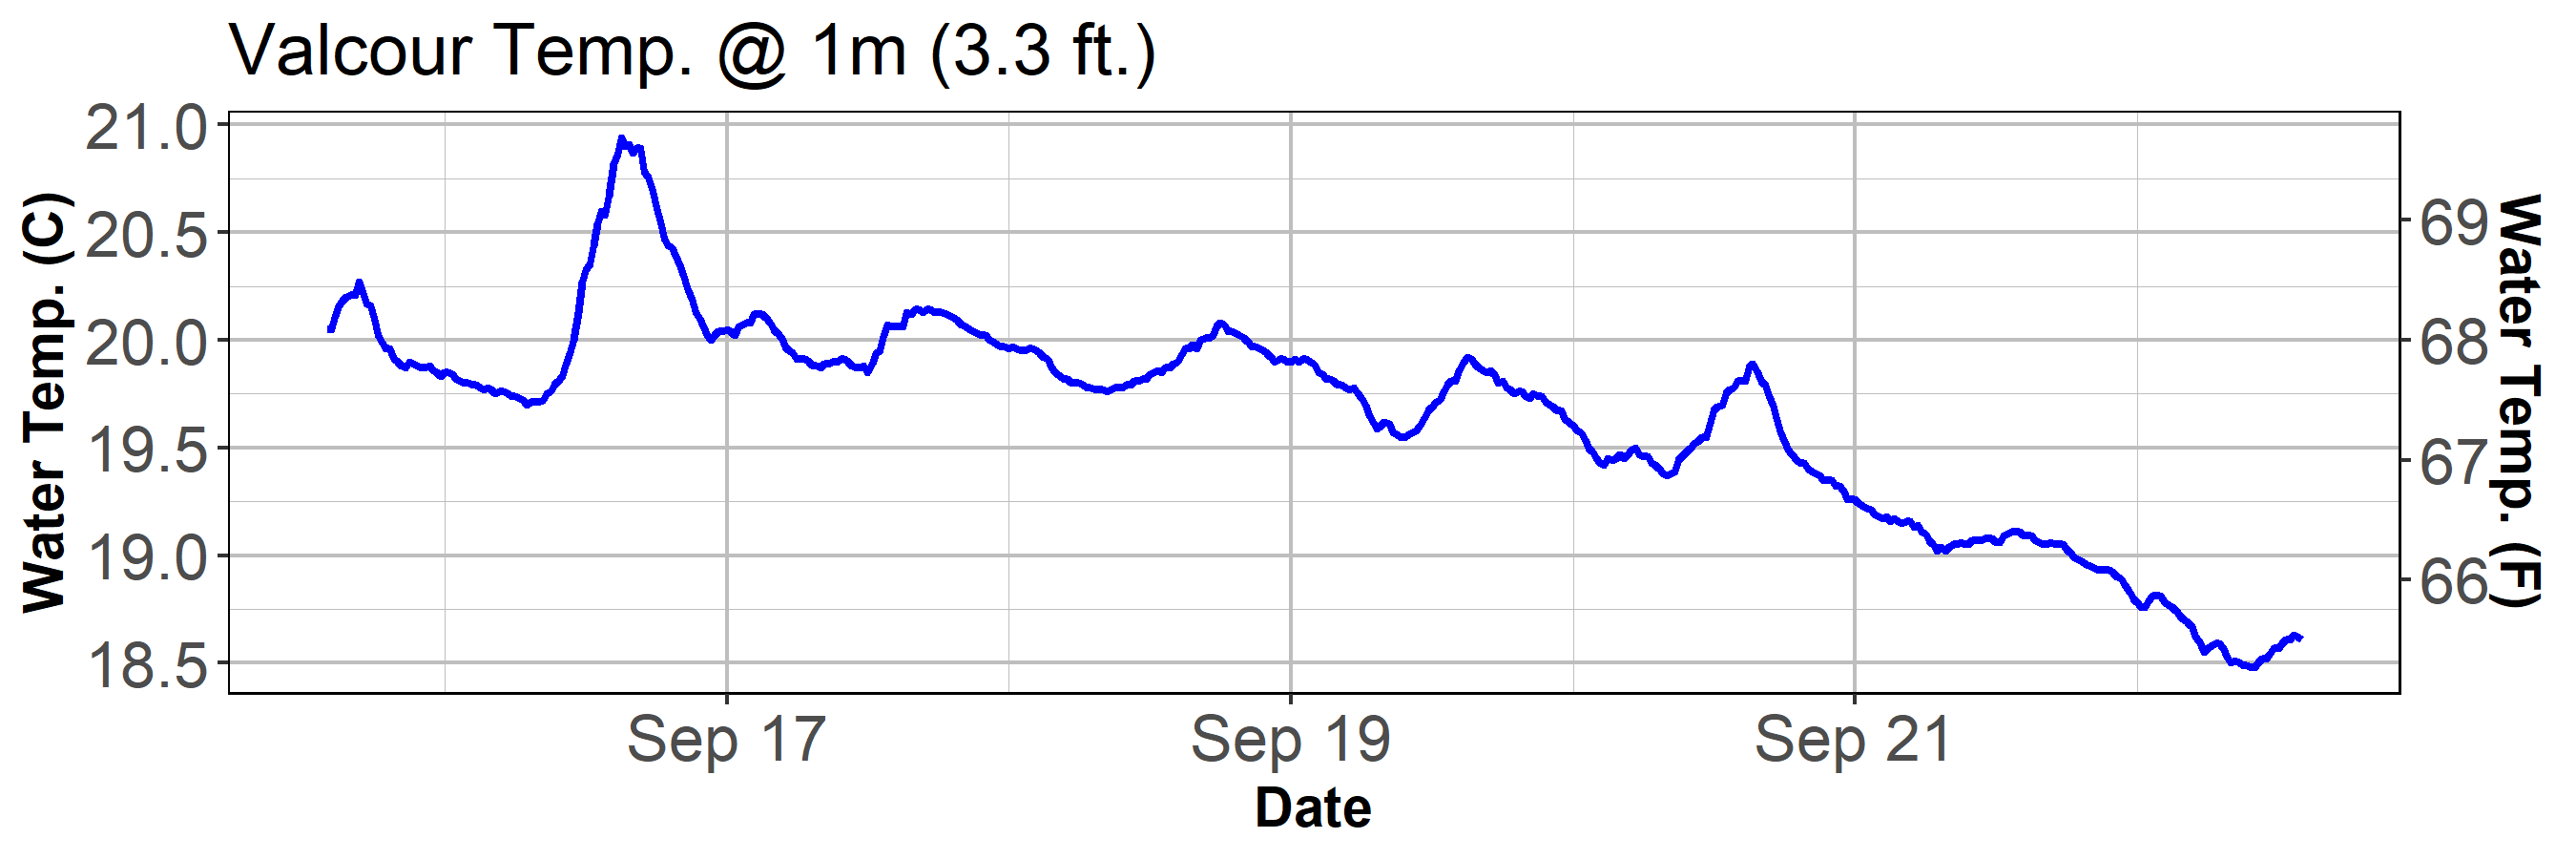 Valcour Temp. @ 1m (3.3 ft.)
Water Temp. (C)
21.0
20.5
20.0
19.5
19.0
18.5
69
68
67
66
Water Temp. (F)
Sep 17
Sep 19
Sep 21
Date